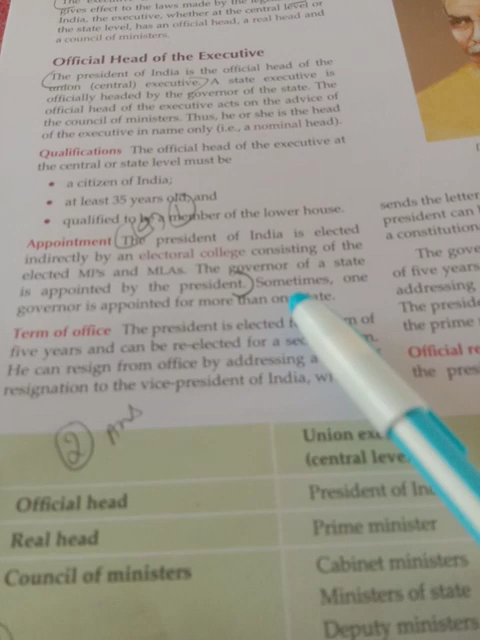 The executive
gives effect to the laws made by the
India, the executive, whether at the central level or
the state level, has an official head, a real head and
a council of ministers.
Official Head of the Executive
The president of India is the official head of the
union (central) executive. A state executive is
officially headed by the governor of the state. The
official head of the executive acts on the advice of
the council of ministers. Thus, he or she is the head
of the executive in name only (i.e., a nominal head).
Qualifications The official head of the executive at
the central or state level must be
• a citizen of India;
• at least 35 years old; and
• qualified to be a member of the lower house.
Appointment The president of India is elected
indirectly by an electoral college consisting of the
elected MPs and MLAs. The governor of a state
is appointed by the president. Sometimes, one
governor is appointed for more than one state.
Term of office The president is elected
of
five years and can be re-elected for a
He can resign from office by addressing a
resignation to the vice-president of India,
sends the letter
president can
a constitution
The gove
of five years
addressing
The preside
the prime
Official re
the pres
2 ans
Union
(central leve
Official head
President of In
Real head
Prime minister
Council of ministers
Cabinet ministers
Ministers of state
Deputy ministers